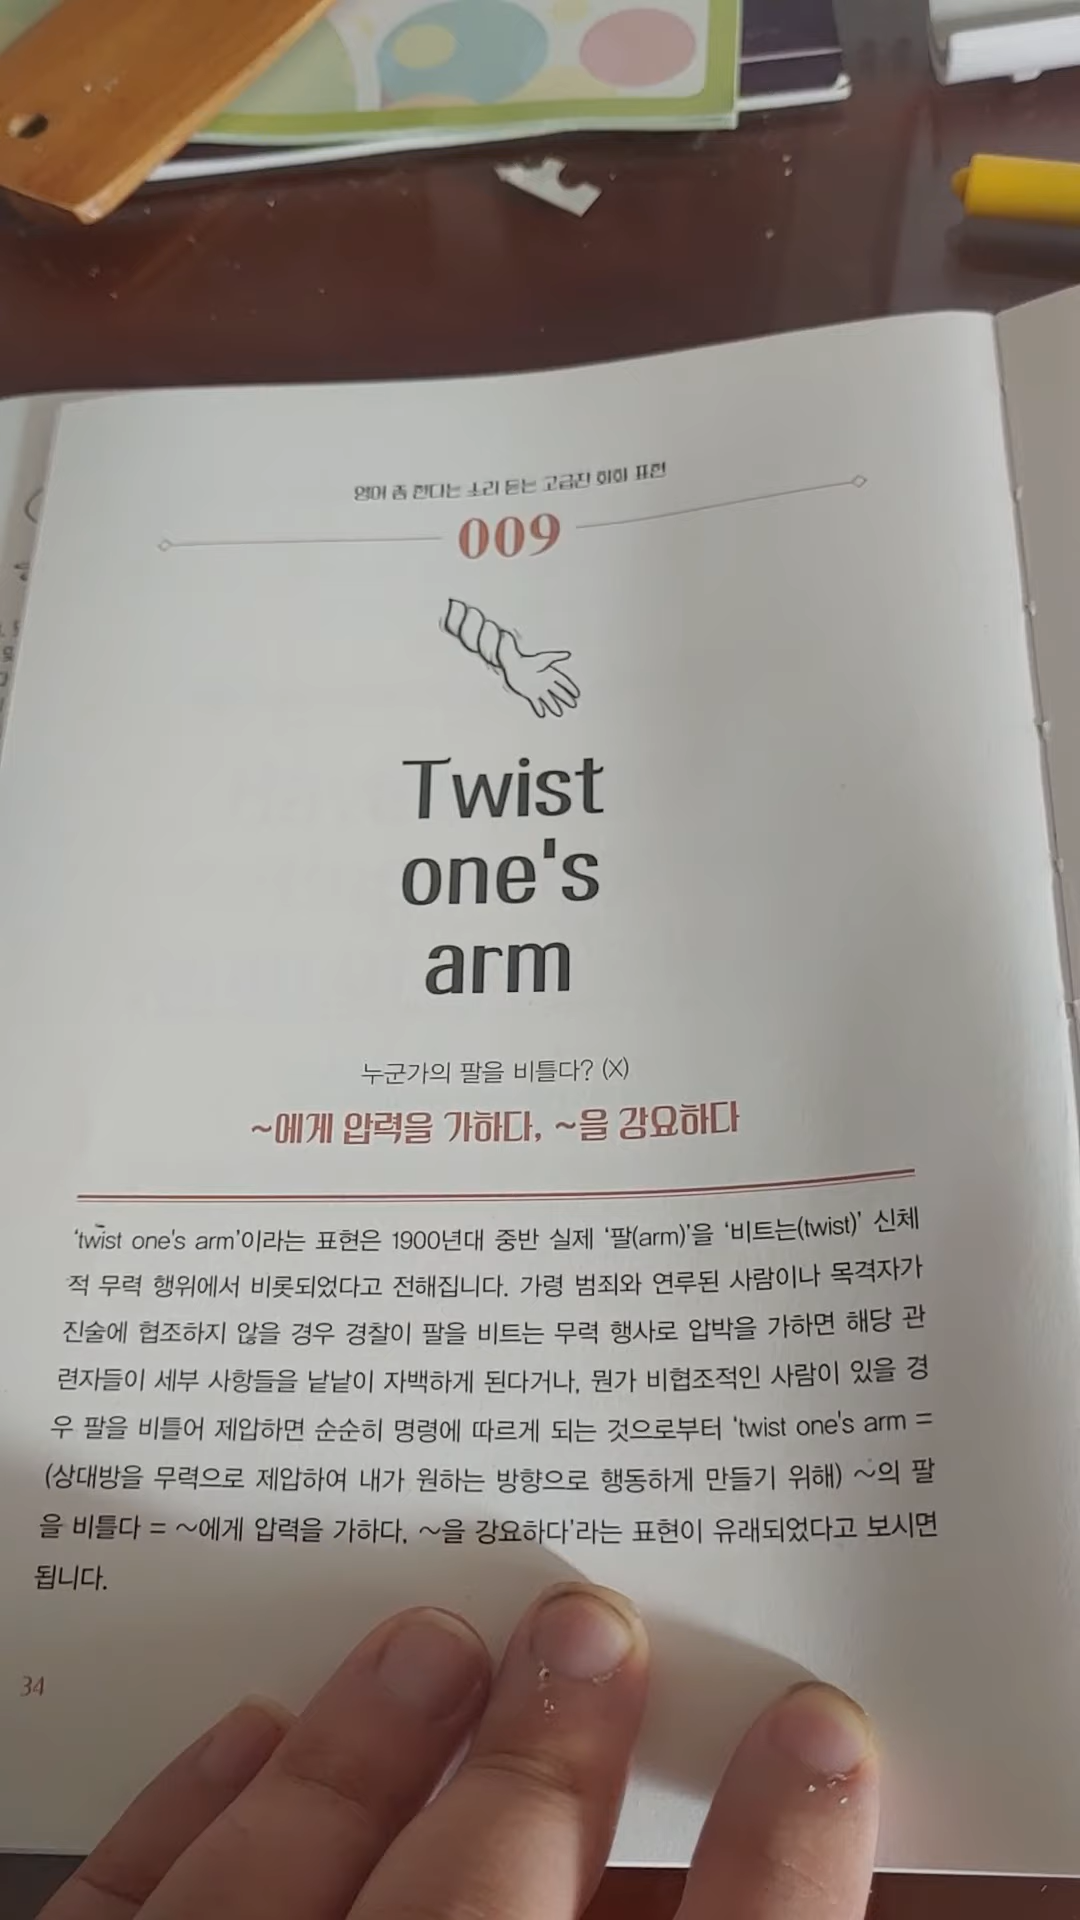 영어 좀 한다는 소리 듣는 고급진 회화 표현
009
Twist
one's
arm
누군가의 팔을 비틀다? (X)
~에게 압력을 가하다, ~을 강요하다
'twist one's arm'이라는 표현은 1900년대 중반 실제 '팔(arm)'을 '비트는(twist)' 신체
적 무력 행위에서 비롯되었다고 전해집니다. 가령 범죄와 연루된 사람이나 목격자가
진술에 협조하지 않을 경우 경찰이 팔을 비트는 무력 행사로 압박을 가하면 해당 관
련자들이 세부 사항들을 낱낱이 자백하게 된다거나, 뭔가 비협조적인 사람이 있을 경
우 팔을 비틀어 제압하면 순순히 명령에 따르게 되는 것으로부터 'twist one's arm =
(상대방을 무력으로 제압하여 내가 원하는 방향으로 행동하게 만들기 위해) ~의 팔
을 비틀다 = ~에게 압력을 가하다, ~을 강요하다'라는 표현이 유래되었다고 보시면
됩니다.
34